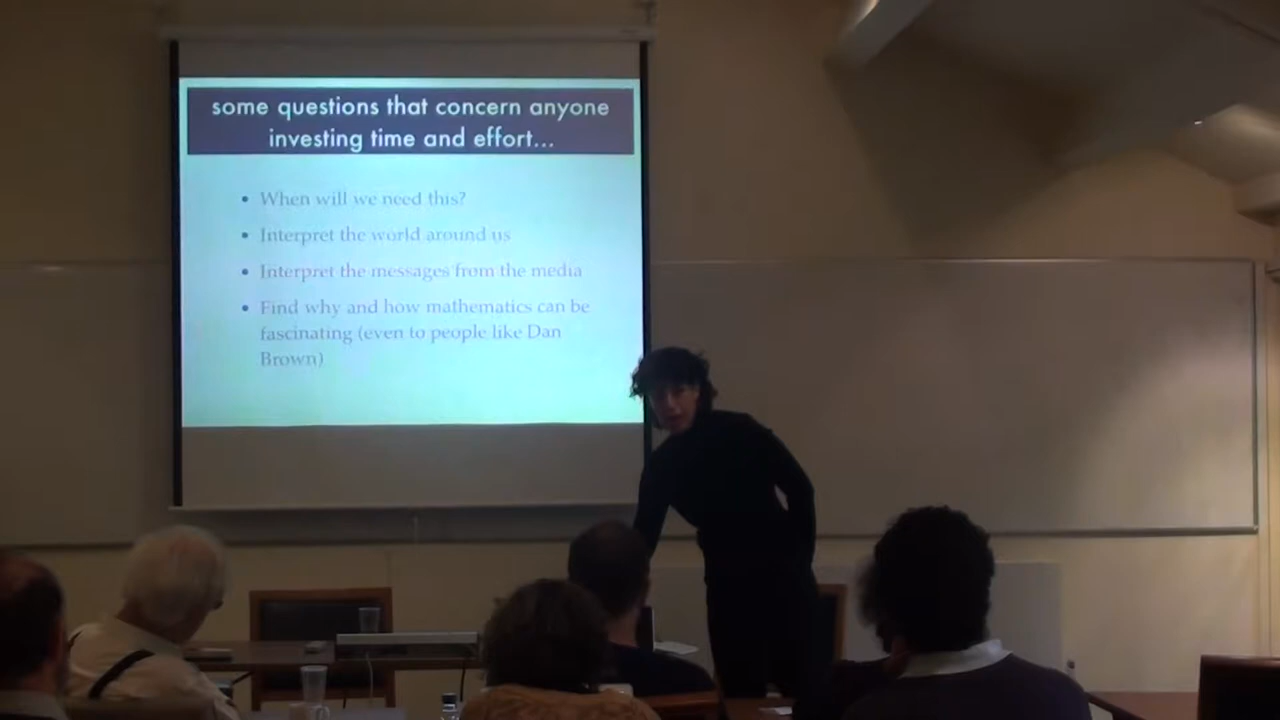 some questions that concern anyone
investing time and effort...
• When will we need this?
• Interpret the world around us
• Interpret the messages from the media
• Find why and how mathematics can be
fascinating (even to people like Dan
Brown)